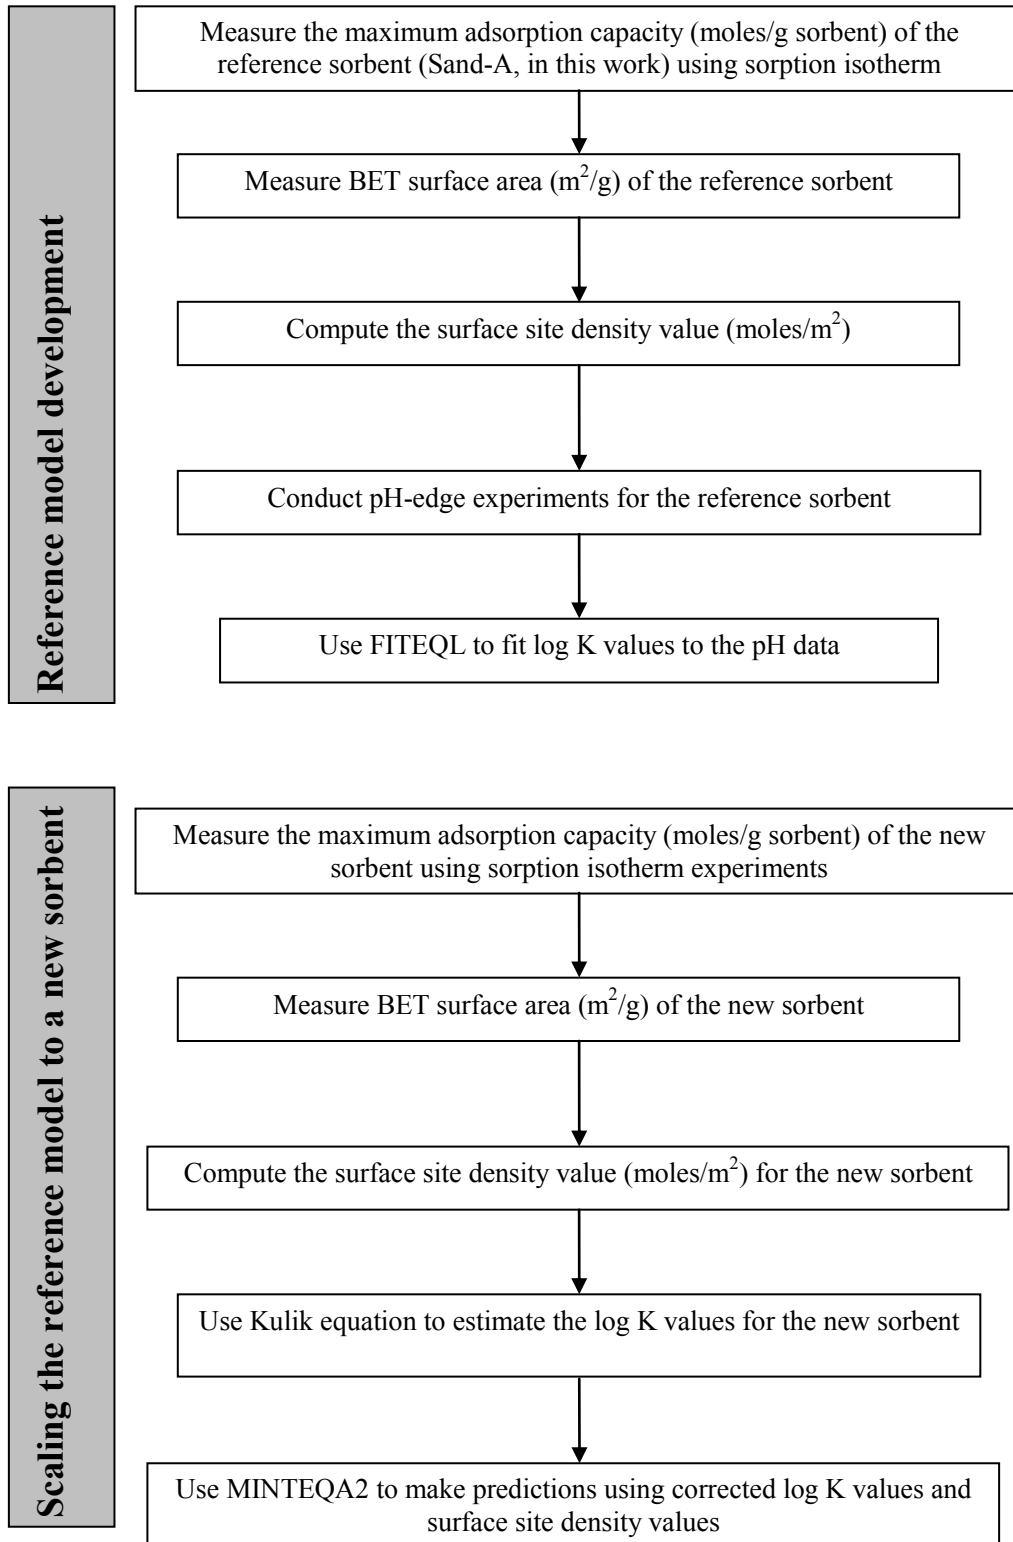 Reference model development
Measure the maximum adsorption capacity (moles/g sorbent) of the
reference sorbent (Sand-A, in this work) using sorption isotherm
Measure BET surface area (m²/g) of the reference sorbent
Compute the surface site density value (moles/m²)
Conduct pH-edge experiments for the reference sorbent
Use FITEQL to fit log K values to the pH data
Scaling the reference model to a new sorbent
Measure the maximum adsorption capacity (moles/g sorbent) of the new
sorbent using sorption isotherm experiments
Measure BET surface area (m²/g) of the new sorbent
Compute the surface site density value (moles/m²) for the new sorbent
Use Kulik equation to estimate the log K values for the new sorbent
Use MINTEQA2 to make predictions using corrected log K values and
surface site density values